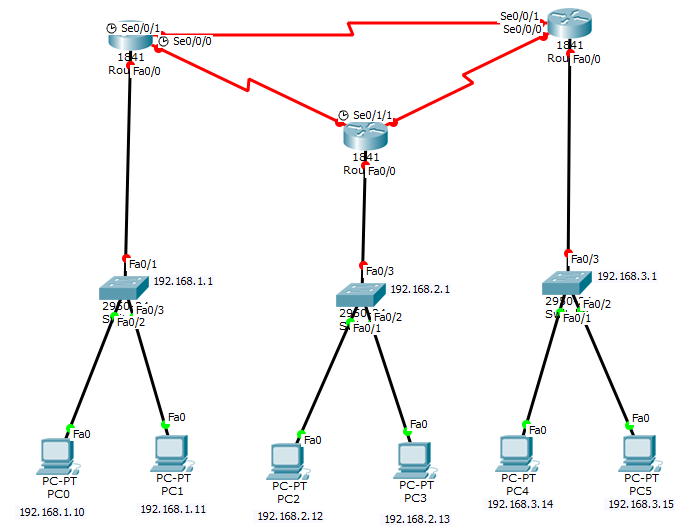 Se0/0/1
Se0/0/0
1841
Fa0/0
Se0/0/1
Se0/0/0
1841
Fa0/0
Se0/1/1
1841
Fa0/0
Fa0/1
192.168.1.1
Fa0/3
Fa0/2
Fa0/3
192.168.2.1
Fa0/2
Fa0/1
Fa0/3
192.168.3.1
Fa0/2
Fa0/1
Fa0
PC-PT
PC0
192.168.1.10
Fa0
PC-PT
PC1
192.168.1.11
Fa0
PC-PT
PC2
192.168.2.12
Fa0
PC-PT
PC3
192.168.2.13
Fa0
PC-PT
PC4
192.168.3.14
Fa0
PC-PT
PC5
192.168.3.15